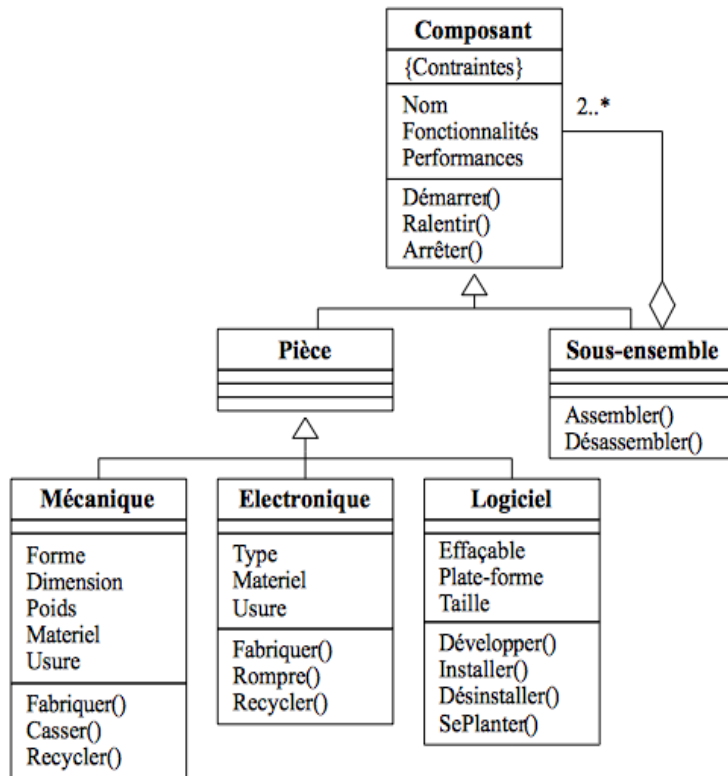 Composant
{Contraintes}
Nom
Fonctionnalités
Performances
Démarrer()
Ralentir()
Arrêter()
2..*
Pièce
Sous-ensemble
Assembler()
Désassembler()
Mécanique
Forme
Dimension
Poids
Materiel
Usure
Fabriquer()
Casser()
Recycler()
Electronique
Type
Materiel
Usure
Fabriquer()
Rompre()
Recycler()
Logiciel
Effaçable
Plate-forme
Taille
Développer()
Installer()
Désinstaller()
SePlanter()